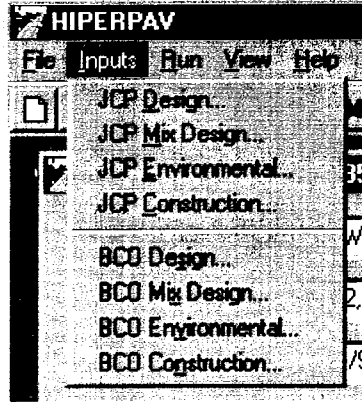 HIPERPAV
File Inputs Run View Help
JCP Design...
JCP Mix Design...
JCP Environmental...
JCP Construction...
BCO Design...
BCO Mix Design...
BCO Environmental...
BCO Construction...